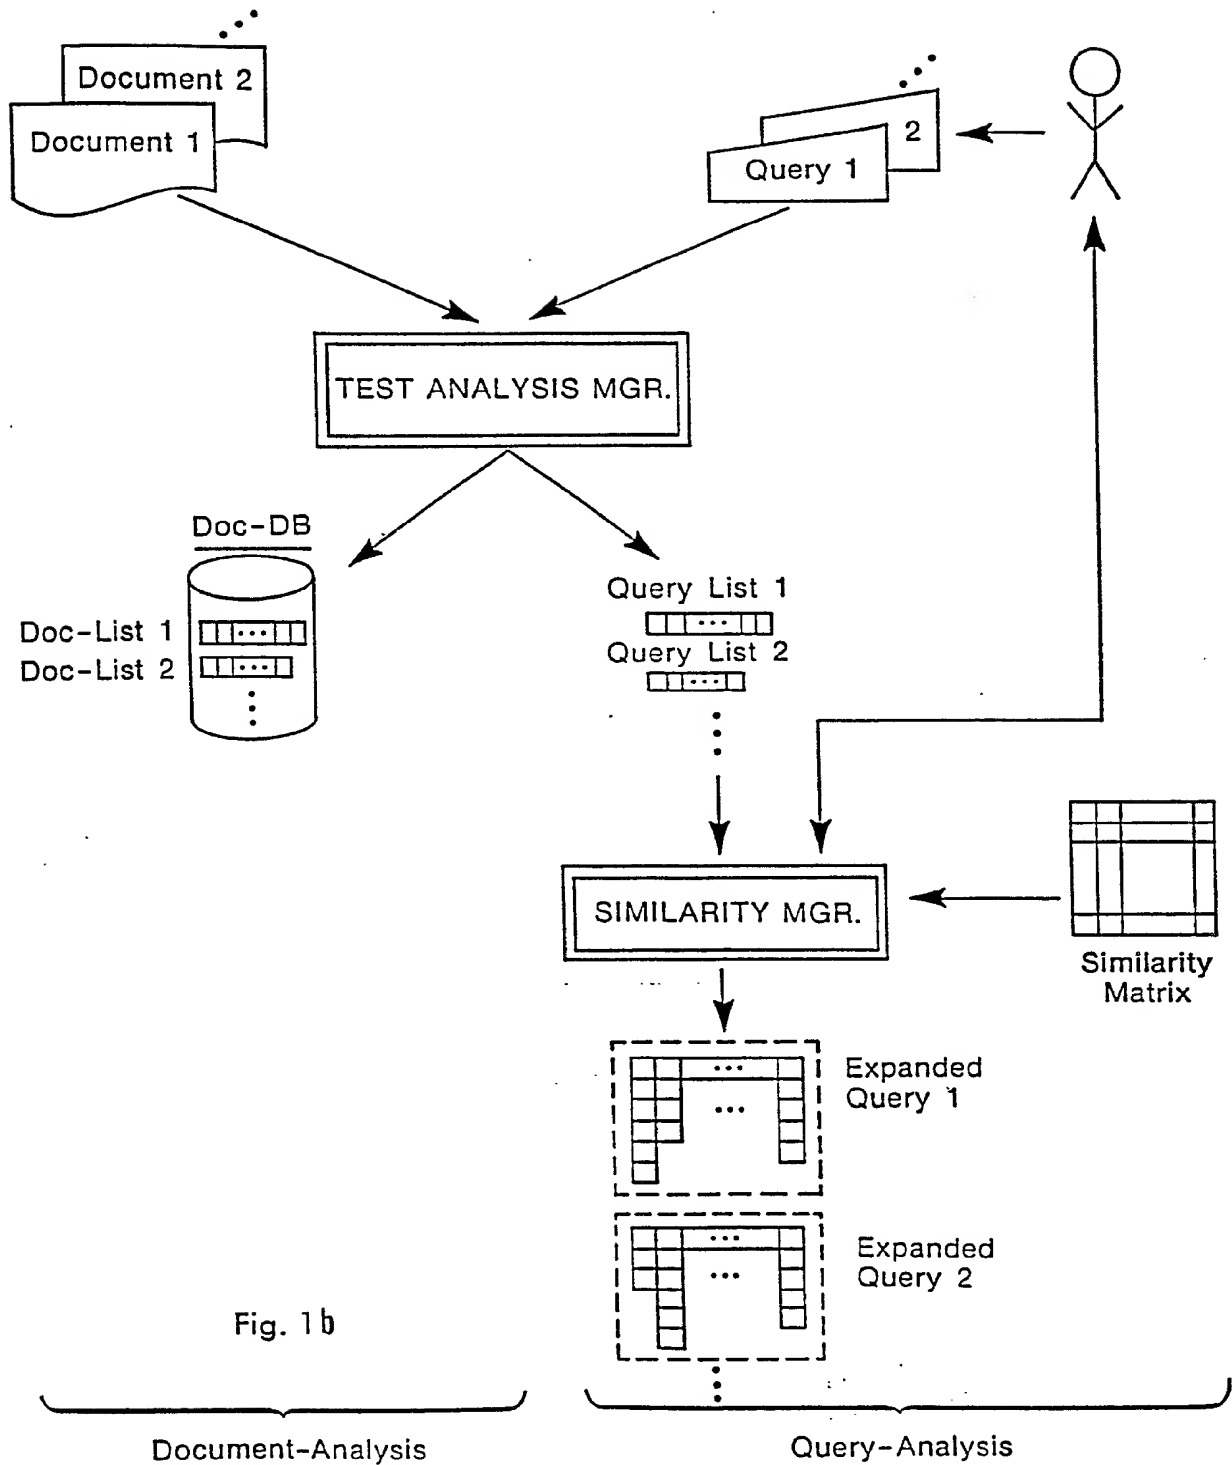 Document 2
Document 1
2
Query 1
TEST ANALYSIS MGR.
Doc-DB
Doc-List 1
Doc-List 2
Query List 1
Query List 2
SIMILARITY MGR.
Similarity
Matrix
Expanded
Query 1
Expanded
Query 2
Fig. 1b
Document-Analysis
Query-Analysis